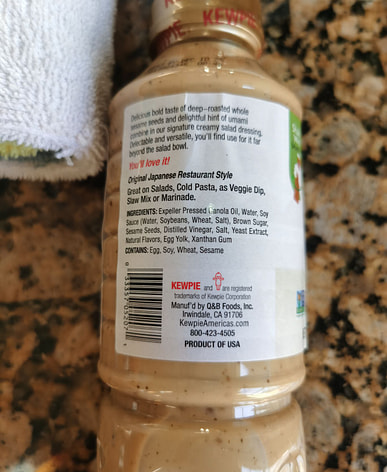 KEWPIE KEWPIE
Delicious bold taste of deep-roasted whole
sesame seeds and delightful hint of umami
combine in our signature creamy salad dressing.
Delectable and versatile, you'll find use for it far
beyond the salad bowl.
You'll love it!
Original Japanese Restaurant Style
Great on Salads, Cold Pasta, as Veggie Dip,
Slaw Mix or Marinade.
INGREDIENTS: Expeller Pressed Canola Oil, Water, Soy
Sauce (Water, Soybeans, Wheat, Salt), Brown Sugar,
Sesame Seeds, Distilled Vinegar, Salt, Yeast Extract,
Natural Flavors, Egg Yolk, Xanthan Gum
CONTAINS: Egg, Soy, Wheat, Sesame
KEWPIE and are registered
trademarks of Kewpie Corporation
Manuf'd by Q&B Foods, Inc.
Irwindale, CA 91706
KewpieAmericas.com
800-423-4505
PRODUCT OF USA